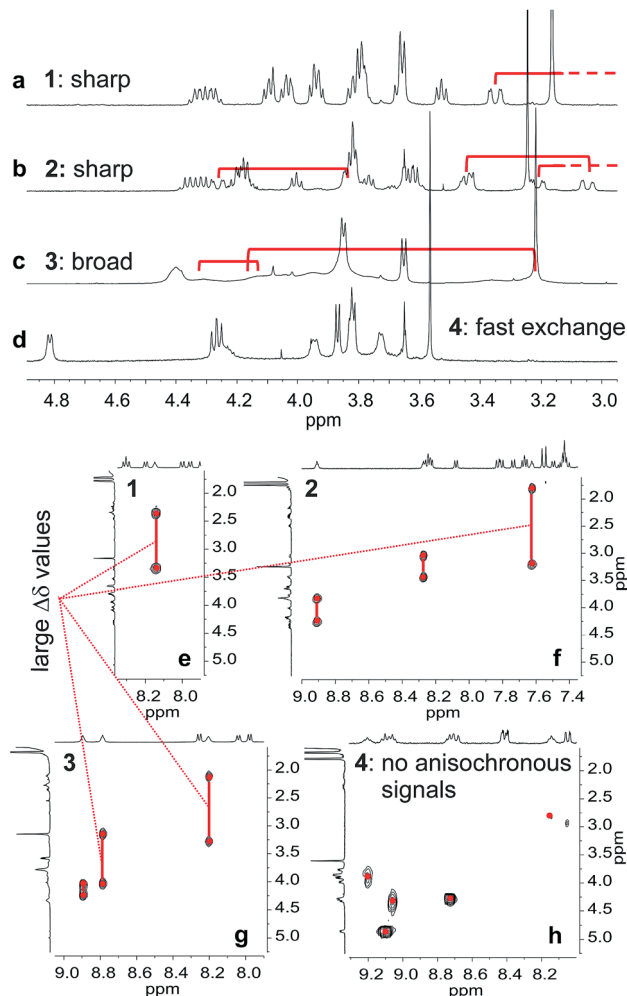 a 1: sharp
b 2: sharp
c 3: broad
d 4: fast exchange
4.8 4.6 4.4 4.2 4.0 3.8 3.6 3.4 3.2 3.0
ppm
large Δδ values
1
2.0
2.5
3.0
3.5
4.0
4.5
5.0
e
8.2 8.0
ppm
2
2.0
2.5
3.0
3.5
4.0
4.5
5.0
f
9.0 8.8 8.6 8.4 8.2 8.0 7.8 7.6 7.4
ppm
3
2.0
2.5
3.0
3.5
4.0
4.5
5.0
g
9.0 8.8 8.6 8.4 8.2 8.0
ppm
4: no anisochronous
signals
2.0
2.5
3.0
3.5
4.0
4.5
5.0
h
9.2 9.0 8.8 8.6 8.4 8.2
ppm